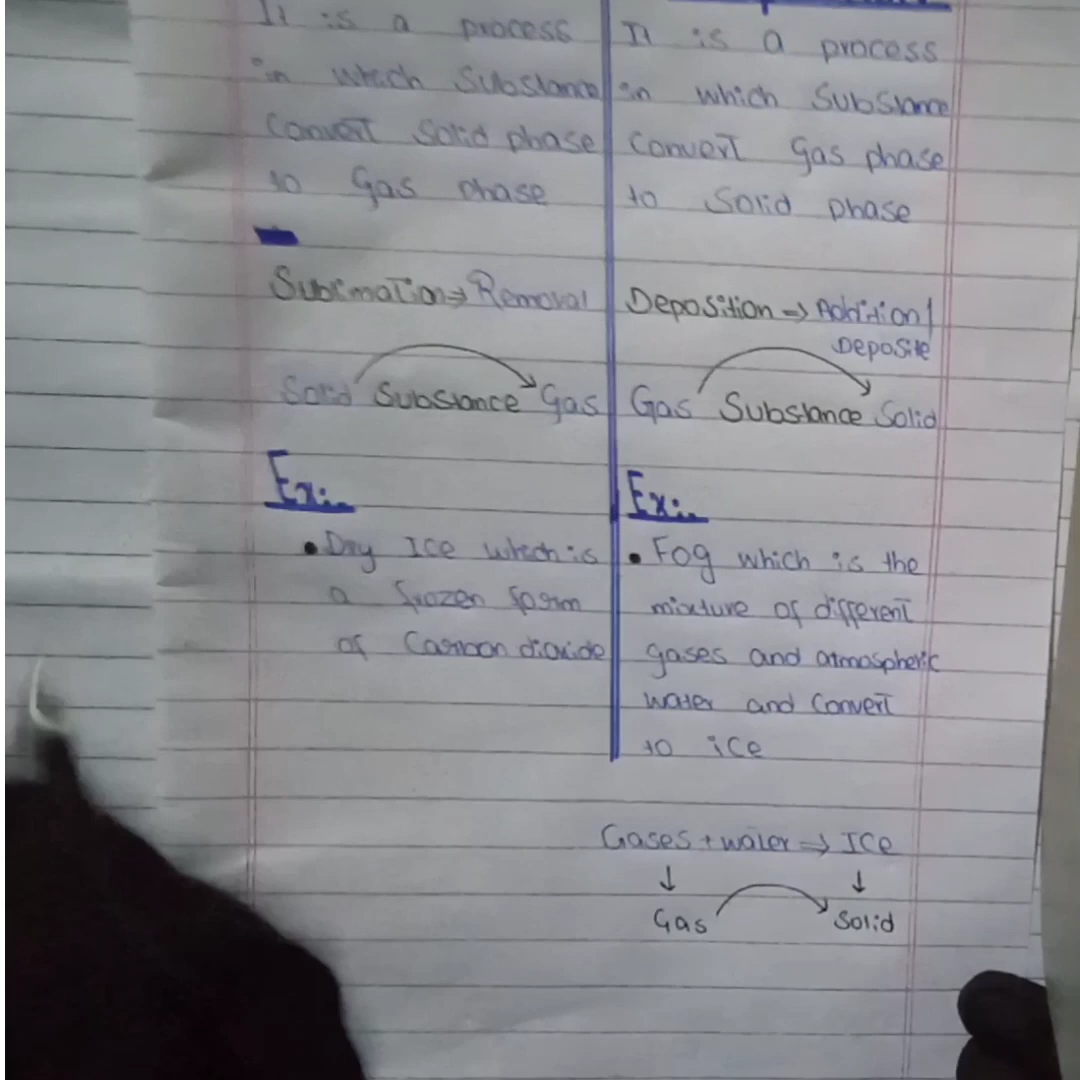 It is a process
in which Substance
Convert Solid phase
to Gas phase
Sublimation → Removal
Solid Substance Gas
Ex:-
• Dry Ice which is
a frozen form
of Carbon dioxide
It is a process
in which Substance
Convert Gas phase
to Solid phase
Deposition → Addition/
Deposite
Gas Substance Solid
Ex:-
• Fog which is the
mixture of different
gases and atmospheric
water and Convert
to ice
Gases + water → ICe
↓ ↓
Gas Solid